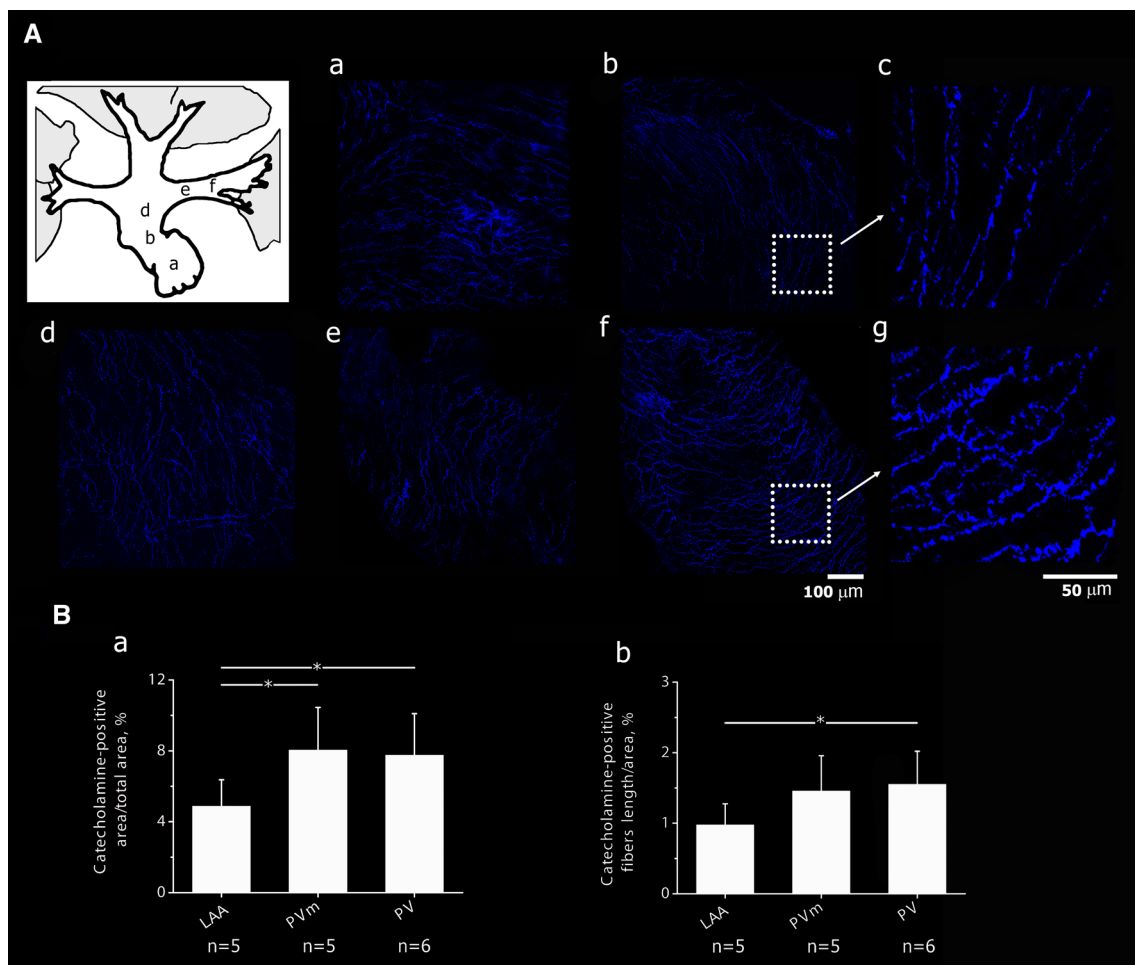 A
a
b
c
e
f
d
b
a
d
e
f
g
100 μm
50 μm
B
a
Catecholamine-positive
area/total area, %
12
8
4
0
*
*
LAA
PVm
PV
n=5
n=5
n=6
b
Catecholamine-positive
fibers length/area, %
3
2
1
0
*
LAA
PVm
PV
n=5
n=5
n=6